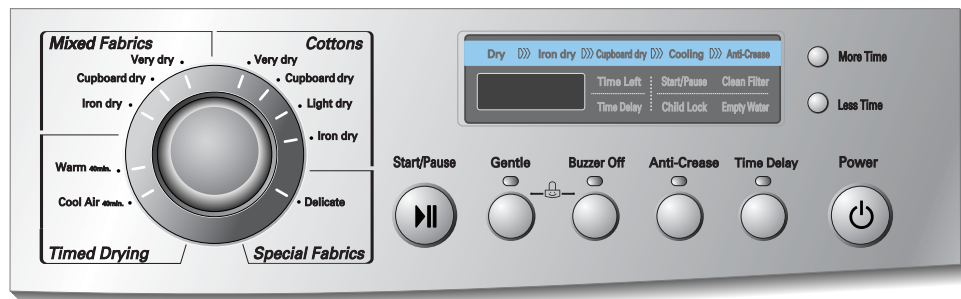 Mixed Fabrics
Cottons
Very dry
Cupboard dry
Iron dry
Very dry
Cupboard dry
Light dry
Iron dry
Warm 40min.
Cool Air 40min.
Delicate
Timed Drying
Special Fabrics
Dry Iron dry Cupboard dry Cooling Anti-Crease
Time Left Start/Pause Clean Filter
Time Delay Child Lock Empty Water
More Time
Less Time
Start/Pause
Gentle
Buzzer Off
Anti-Crease
Time Delay
Power